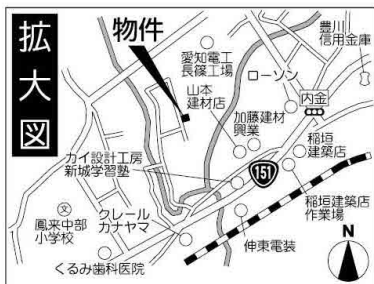 拡大図
物件
愛知電工
長篠工場
豊川
信用金庫
ローソン
山本
建材店
内金
加藤建材
興業
稲垣
建築店
カイ設計工房
新城学習塾
151
稲垣建築店
作業場
文
鳳来中部
小学校
クレール
カナヤマ
伸東電装
くるみ歯科医院
N